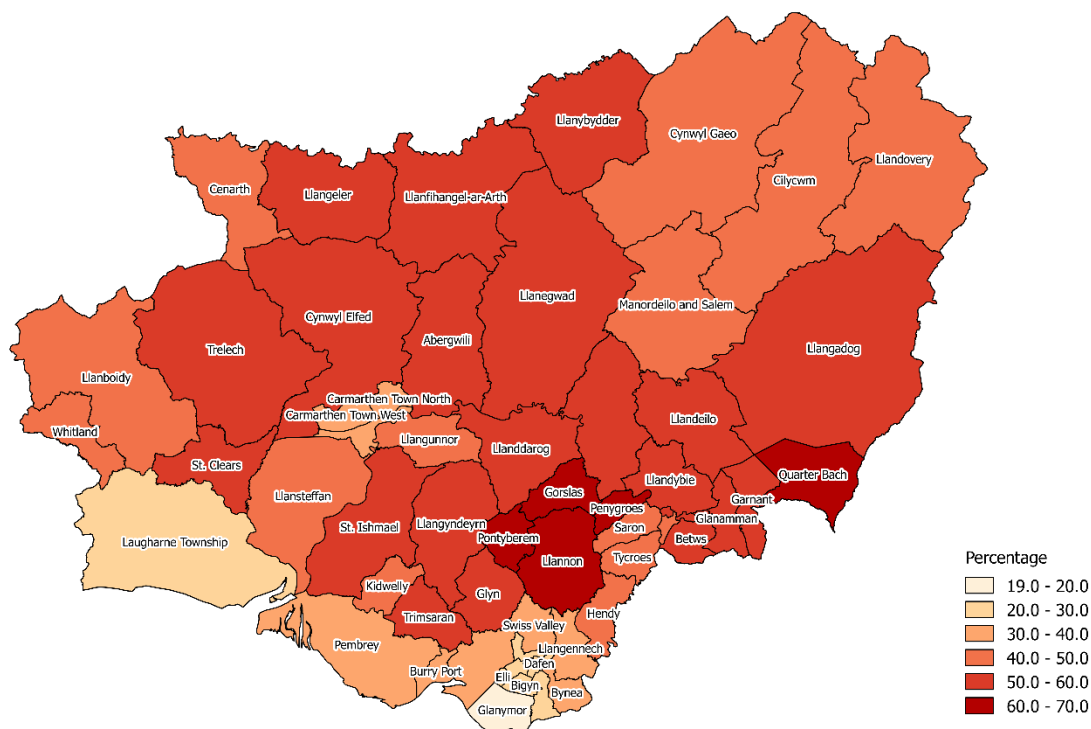 Llanybydder
Cynwyl Gaeo
Llandovery
Cilycwm
Cenarth
Llangeler
Llanfihangel-ar-Arth
Llanegwad
Manordeilo and Salem
Cynwyl Elfed
Abergwili
Trelech
Llangadog
Llanboidy
Carmarthen Town North
Carmarthen Town West
Whitland
Llangunnor
Llanddarog
Llandeilo
St. Clears
Llansteffan
Gorslas
Llandybie
Quarter Bach
Garnant
Penygroes
Glanamman
St. Ishmael
Llangyndeyrn
Saron
Laugharne Township
Pontyberem
Betws
Llannon
Tycroes
Kidwelly
Glyn
Trimsaran
Hendy
Swiss Valley
Llangennech
Pembrey
Dafen
Burry Port
Elli
Bigyn
Bynea
Glanymor
Percentage
19.0 - 20.0
20.0 - 30.0
30.0 - 40.0
40.0 - 50.0
50.0 - 60.0
60.0 - 70.0